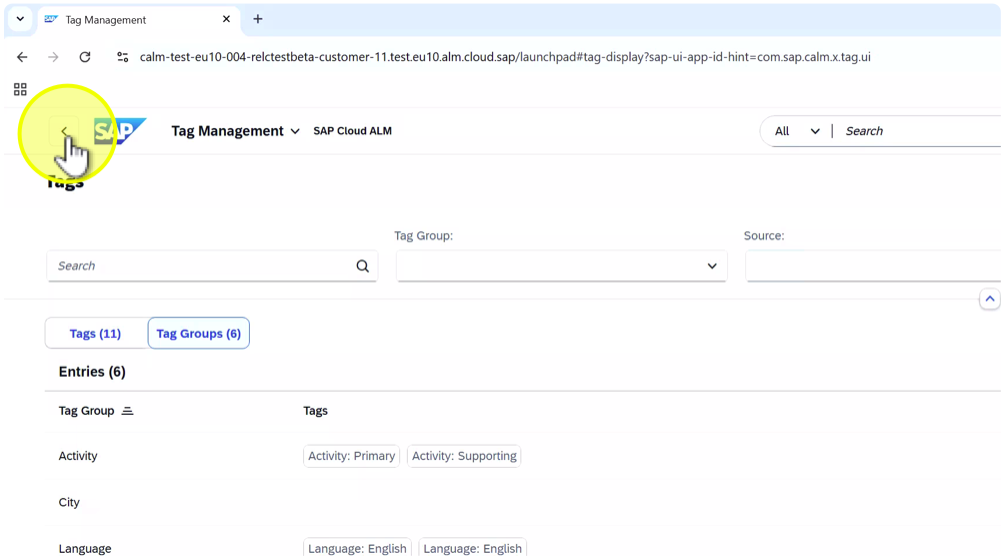 Tag Management
calm-test-eu10-004-relctestbeta-customer-11.test.eu10.alm.cloud.sap/launchpad#tag-display?sap-ui-app-id-hint=com.sap.calm.x.tag.ui
SAP Tag Management SAP Cloud ALM All Search
Tags
Tag Group: Source:
Search
Tags (11) Tag Groups (6)
Entries (6)
Tag Group Tags
Activity Activity: Primary Activity: Supporting
City
Language Language: English Language: English